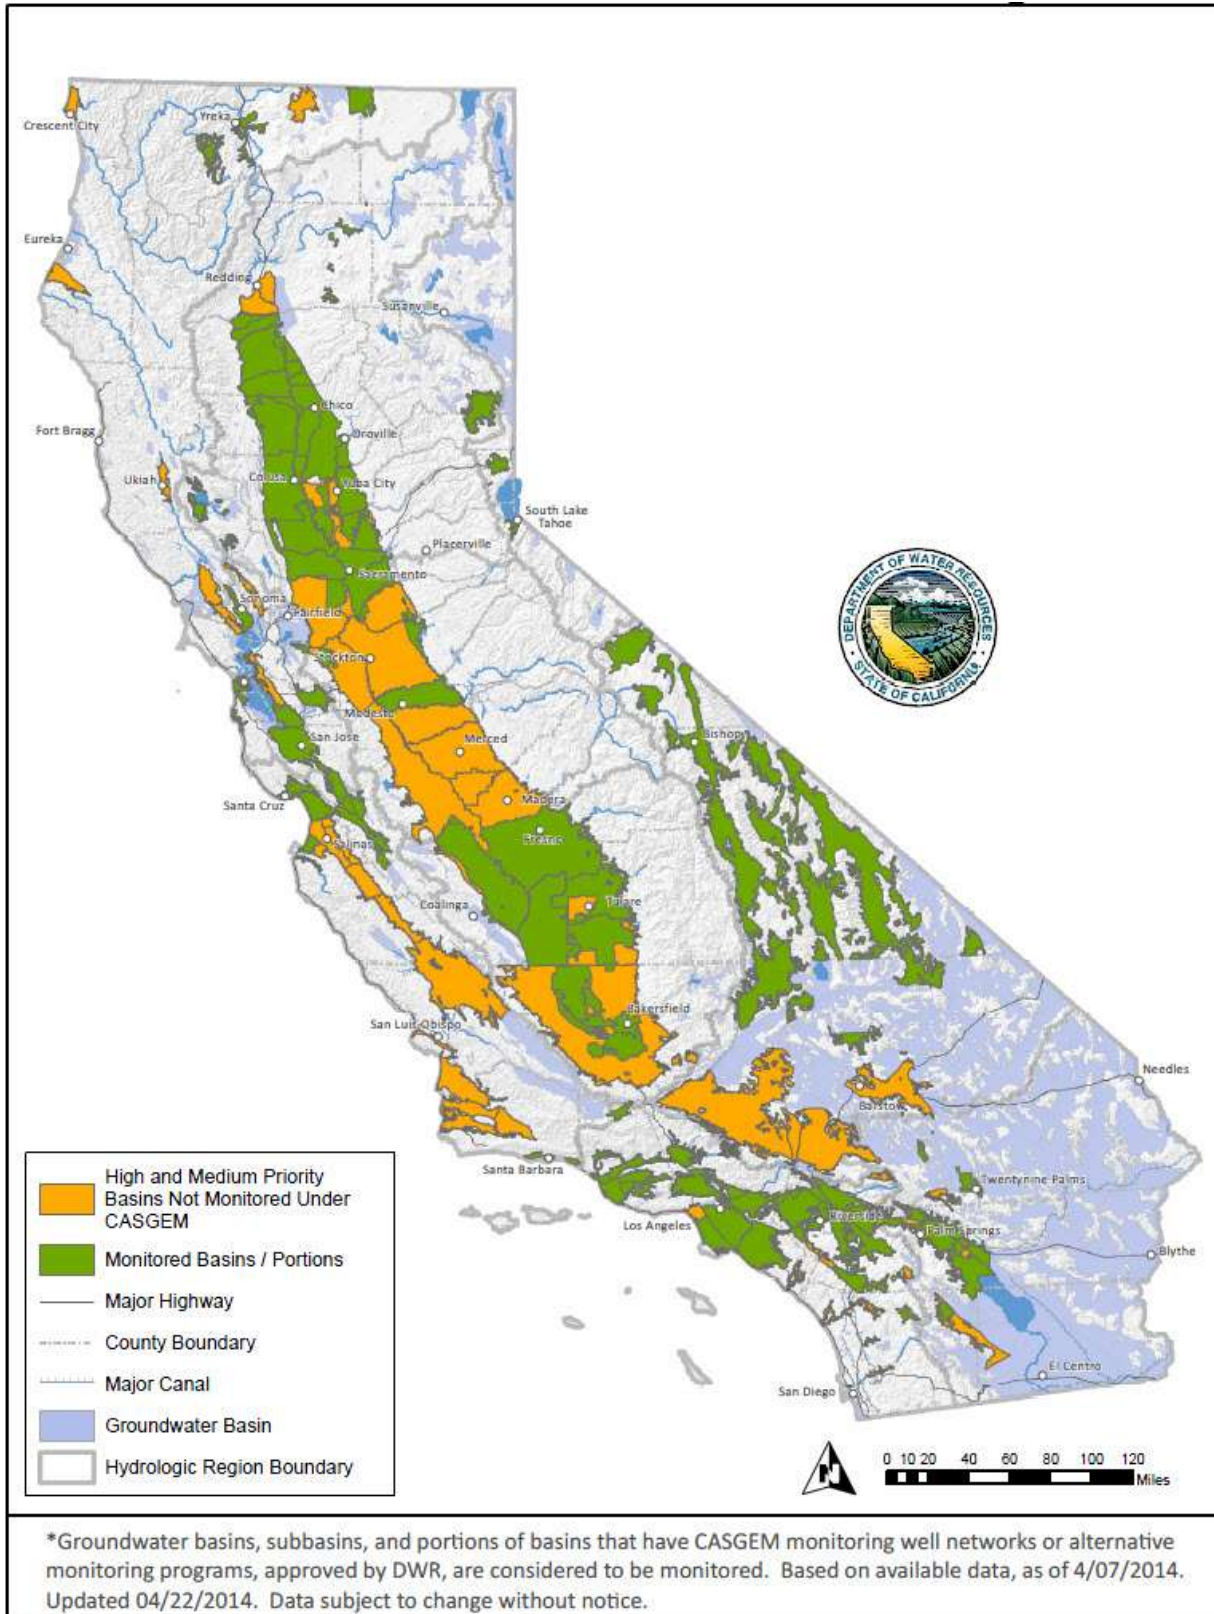 Crescent City
Yreka
Eureka
Redding
Susanville
Chico
Fort Bragg
Oroville
Ukiah
Colusa
Yuba City
South Lake
Tahoe
Placerville
Sacramento
Sonoma
Fairfield
Stockton
Modesto
Merced
Bishop
San Jose
Santa Cruz
Madera
Fresno
Salinas
Coalinga
Tulare
Bakersfield
San Luis Obispo
Needles
Barstow
Santa Barbara
Twentynine Palms
Los Angeles
Riverside
Palm Springs
Blythe
El Centro
San Diego
DEPARTMENT OF WATER RESOURCES
STATE OF CALIFORNIA
High and Medium Priority
Basins Not Monitored Under
CASGEM
Monitored Basins / Portions
Major Highway
County Boundary
Major Canal
Groundwater Basin
Hydrologic Region Boundary
N
0 10 20 40 60 80 100 120
Miles
*Groundwater basins, subbasins, and portions of basins that have CASGEM monitoring well networks or alternative
monitoring programs, approved by DWR, are considered to be monitored. Based on available data, as of 4/07/2014.
Updated 04/22/2014. Data subject to change without notice.